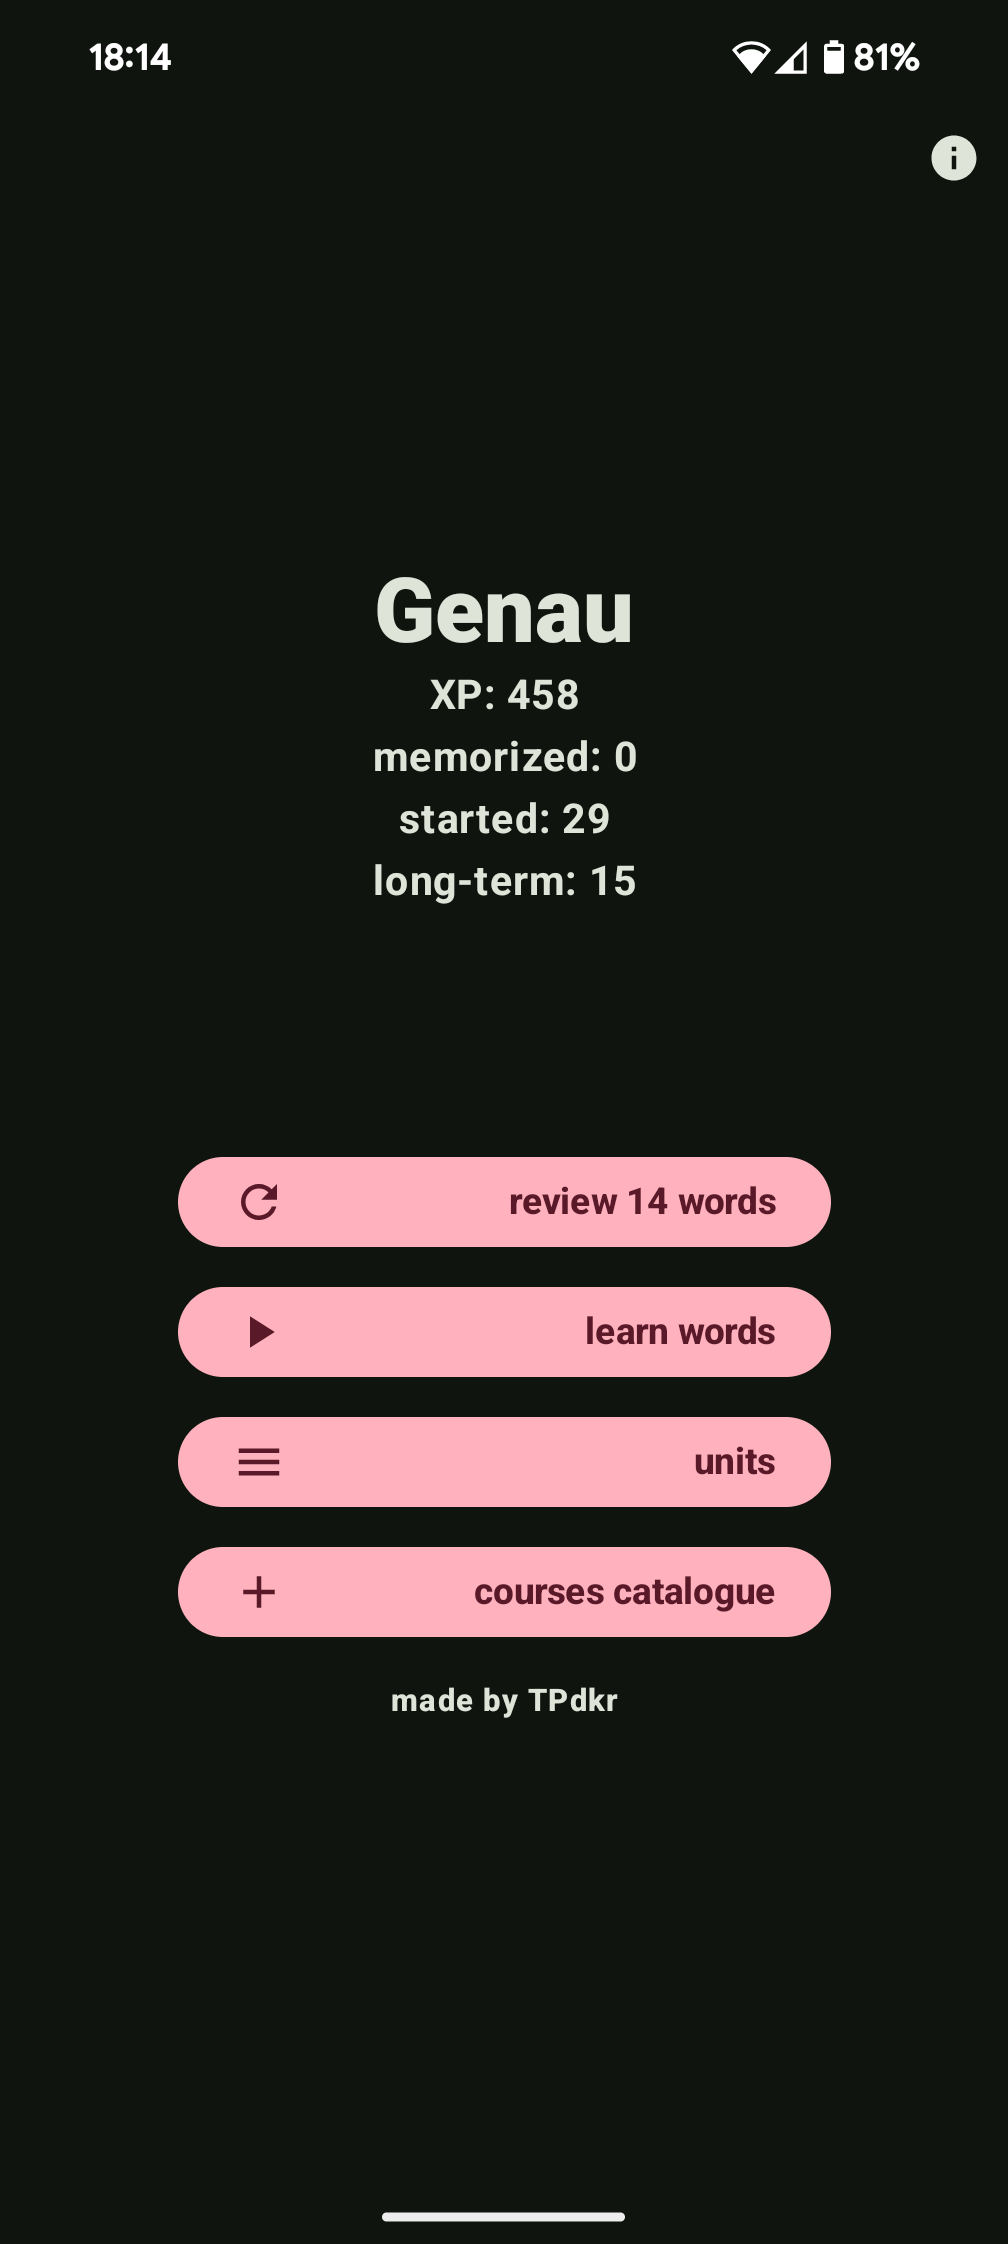 18:14
81%
Genau
XP: 458
memorized: 0
started: 29
long-term: 15
review 14 words
learn words
units
courses catalogue
made by TPdkr